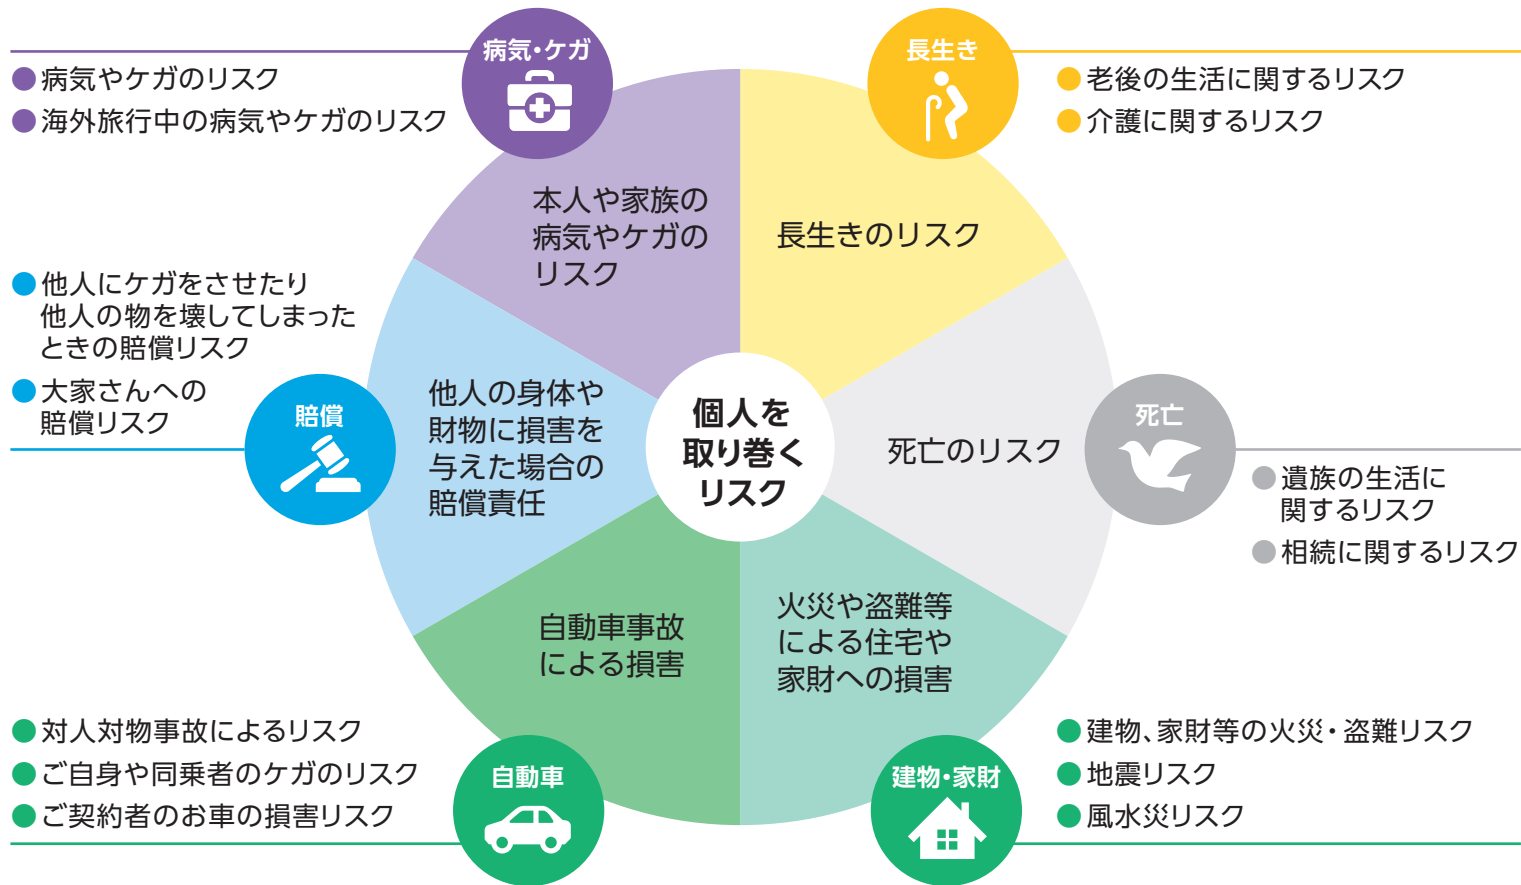 病気・ケガ
●病気やケガのリスク
●海外旅行中の病気やケガのリスク
本人や家族の
病気やケガの
リスク
長生き
●老後の生活に関するリスク
●介護に関するリスク
長生きのリスク
●他人にケガをさせたり
他人の物を壊してしまった
ときの賠償リスク
●大家さんへの
賠償リスク
賠償
他人の身体や
財物に損害を
与えた場合の
賠償責任
個人を
取り巻く
リスク
死亡のリスク
死亡
●遺族の生活に
関するリスク
●相続に関するリスク
自動車事故
による損害
●対人対物事故によるリスク
●ご自身や同乗者のケガのリスク
●ご契約者のお車の損害リスク
自動車
火災や盗難等
による住宅や
家財への損害
建物・家財
●建物、家財等の火災・盗難リスク
●地震リスク
●風水災リスク